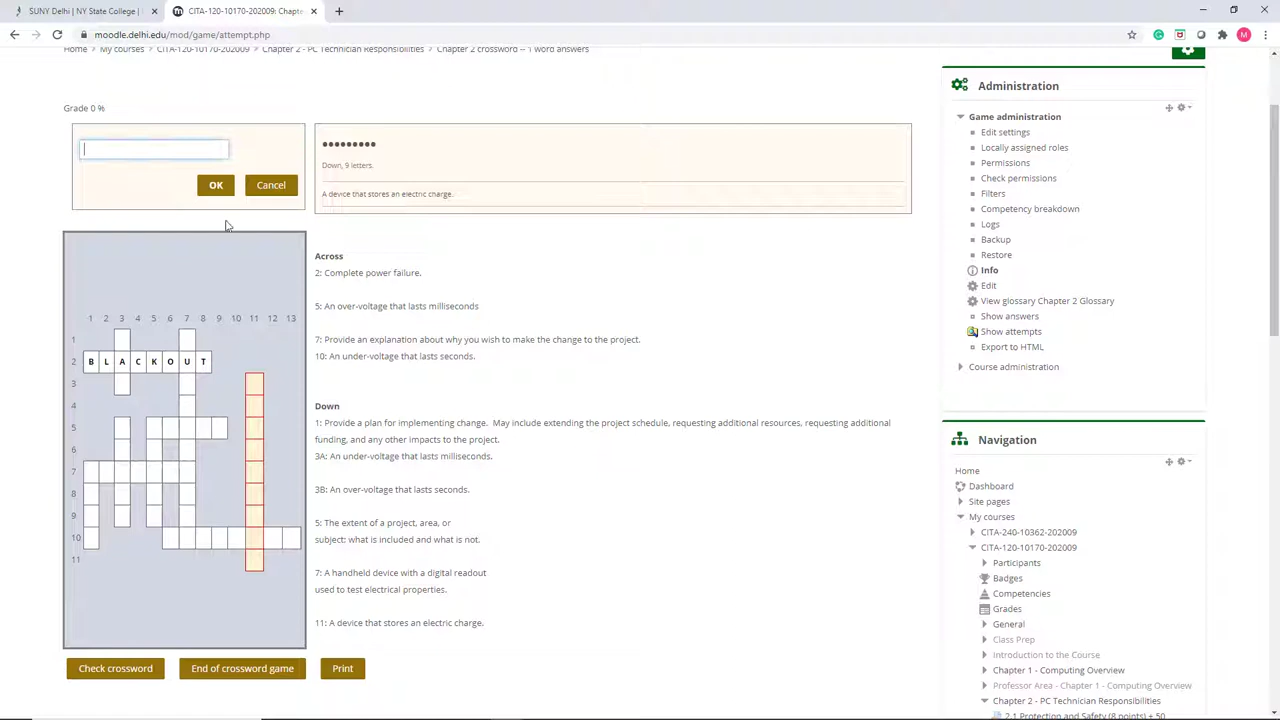 SUNY Delhi | NY State College |
CITA-120-10170-202009: Chapte
moodle.delhi.edu/mod/game/attempt.php
M
Home > My courses > CITA-120-10170-202009 > Chapter 2 - PC Technician Responsibilities > Chapter 2 crossword -- 1 word answers
Grade 0 %
Down, 9 letters.
OK Cancel
A device that stores an electric charge.
1 2 3 4 5 6 7 8 9 10 11 12 13
1
2 B L A C K O U T
3
4
5
6
7
8
9
10
11
Across
2: Complete power failure.
5: An over-voltage that lasts milliseconds
7: Provide an explanation about why you wish to make the change to the project.
10: An under-voltage that lasts seconds.
Down
1: Provide a plan for implementing change. May include extending the project schedule, requesting additional resources, requesting additional
funding, and any other impacts to the project.
3A: An under-voltage that lasts milliseconds.
3B: An over-voltage that lasts seconds.
5: The extent of a project, area, or
subject: what is included and what is not.
7: A handheld device with a digital readout
used to test electrical properties.
11: A device that stores an electric charge.
Check crossword End of crossword game Print
Administration
Game administration
Edit settings
Locally assigned roles
Permissions
Check permissions
Filters
Competency breakdown
Logs
Backup
Restore
Info
Edit
View glossary Chapter 2 Glossary
Show answers
Show attempts
Export to HTML
Course administration
Navigation
Home
Dashboard
Site pages
My courses
CITA-240-10362-202009
CITA-120-10170-202009
Participants
Badges
Competencies
Grades
General
Class Prep
Introduction to the Course
Chapter 1 - Computing Overview
Professor Area - Chapter 1 - Computing Overview
Chapter 2 - PC Technician Responsibilities
2.1 Protection and Safety (8 points) + 50